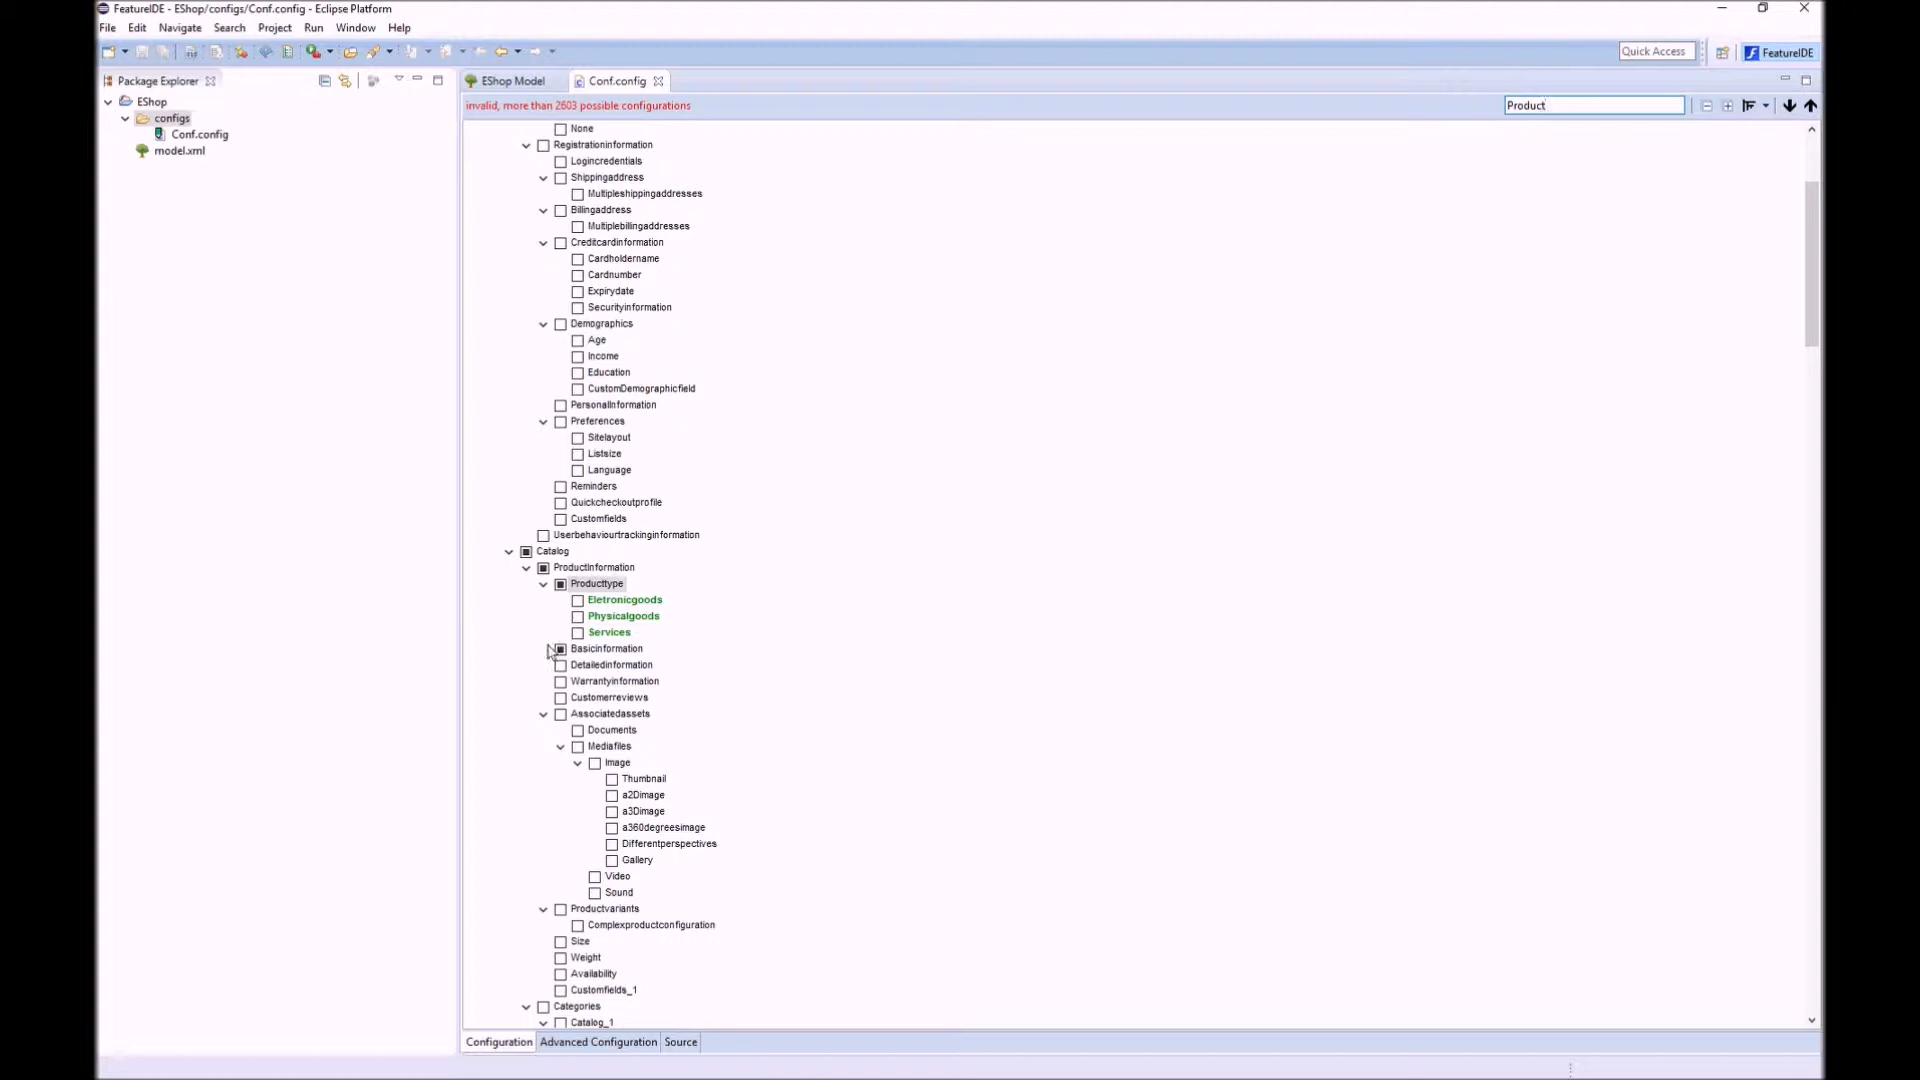 FeatureIDE - EShop/configs/Conf.config - Eclipse Platform
File Edit Navigate Search Project Run Window Help
Quick Access
FeatureIDE
Package Explorer
EShop
configs
Conf.config
model.xml
EShop Model
Conf.config
invalid, more than 2603 possible configurations
Product
None
Registrationinformation
Logincredentials
Shippingaddress
Multipleshippingaddresses
Billingaddress
Multiplebillingaddresses
Creditcardinformation
Cardholdername
Cardnumber
Expirydate
Securityinformation
Demographics
Age
Income
Education
CustomDemographicfield
PersonalInformation
Preferences
Sitelayout
Listsize
Language
Reminders
Quickcheckoutprofile
Customfields
Userbehaviourtrackinginformation
Catalog
ProductInformation
Producttype
Eletronicgoods
Physicalgoods
Services
Basicinformation
Detailedinformation
Warrantyinformation
Customerreviews
Associatedassets
Documents
Mediafiles
Image
Thumbnail
a2Dimage
a3Dimage
a360degreesimage
Differentperspectives
Gallery
Video
Sound
Productvariants
Complexproductconfiguration
Size
Weight
Availability
Customfields_1
Categories
Catalog_1
Configuration Advanced Configuration Source